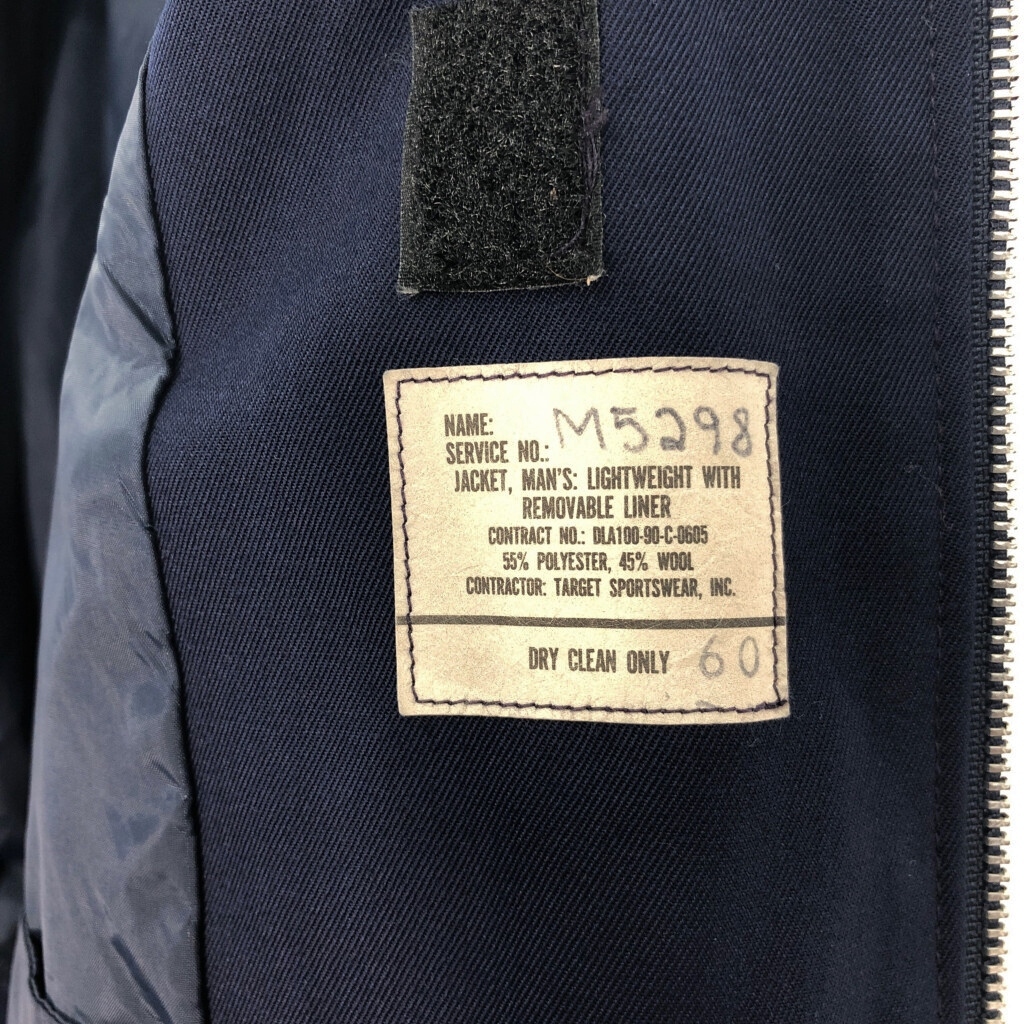 NAME: M5298
SERVICE NO.:
JACKET, MAN'S: LIGHTWEIGHT WITH
REMOVABLE LINER
CONTRACT NO.: DLA100-90-C-0605
55% POLYESTER, 45% WOOL
CONTRACTOR: TARGET SPORTSWEAR, INC.
DRY CLEAN ONLY 60